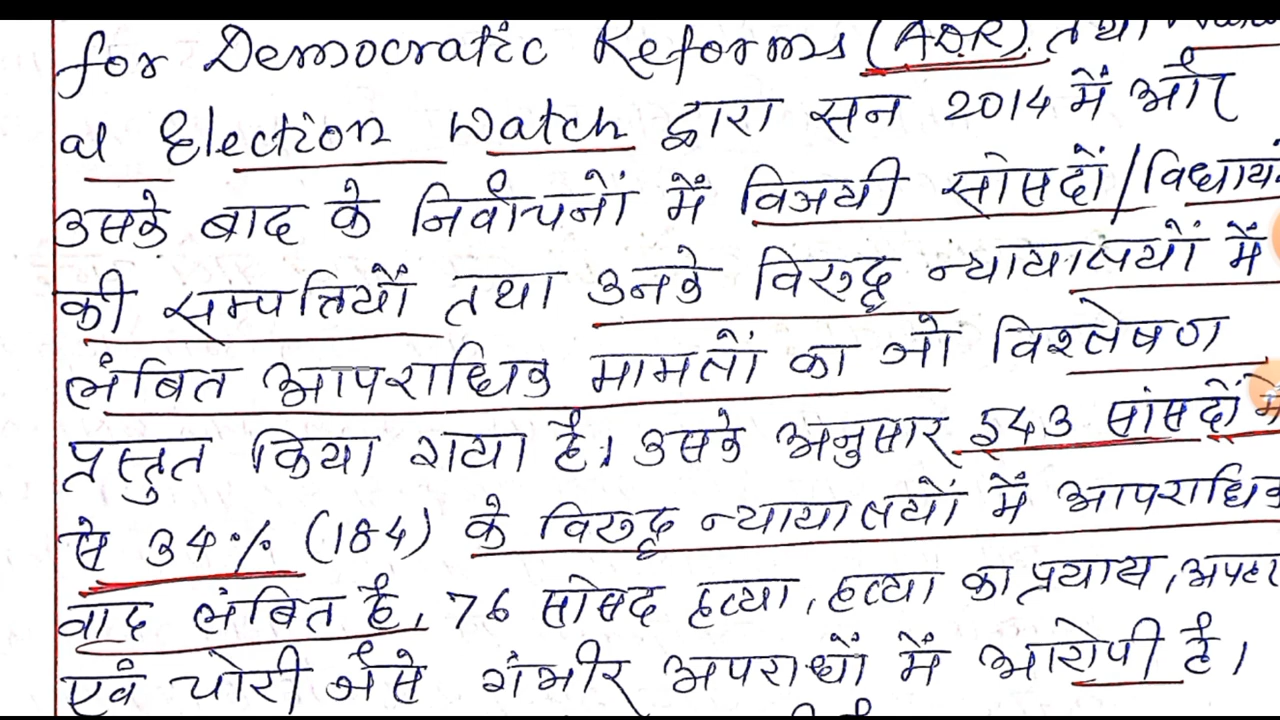 for Democratic Reforms (ADR) तथा
al Election Watch द्वारा सन 2014 में और
उसके बाद के निर्वाचनों में विजयी सांसदों/विधायकों
की सम्पत्तियों तथा उनके विरुद्ध न्यायालयों में
लंबित आपराधिक मामलों का जो विश्लेषण
प्रस्तुत किया गया है। उसके अनुसार 543 सांसदों में
से 34% (184) के विरुद्ध न्यायालयों में आपराधिक
वाद लंबित है, 76 सांसद हत्या, हत्या का प्रयास, अपहर
एवं चोरी जैसे गंभीर अपराधों में आरोपी है।